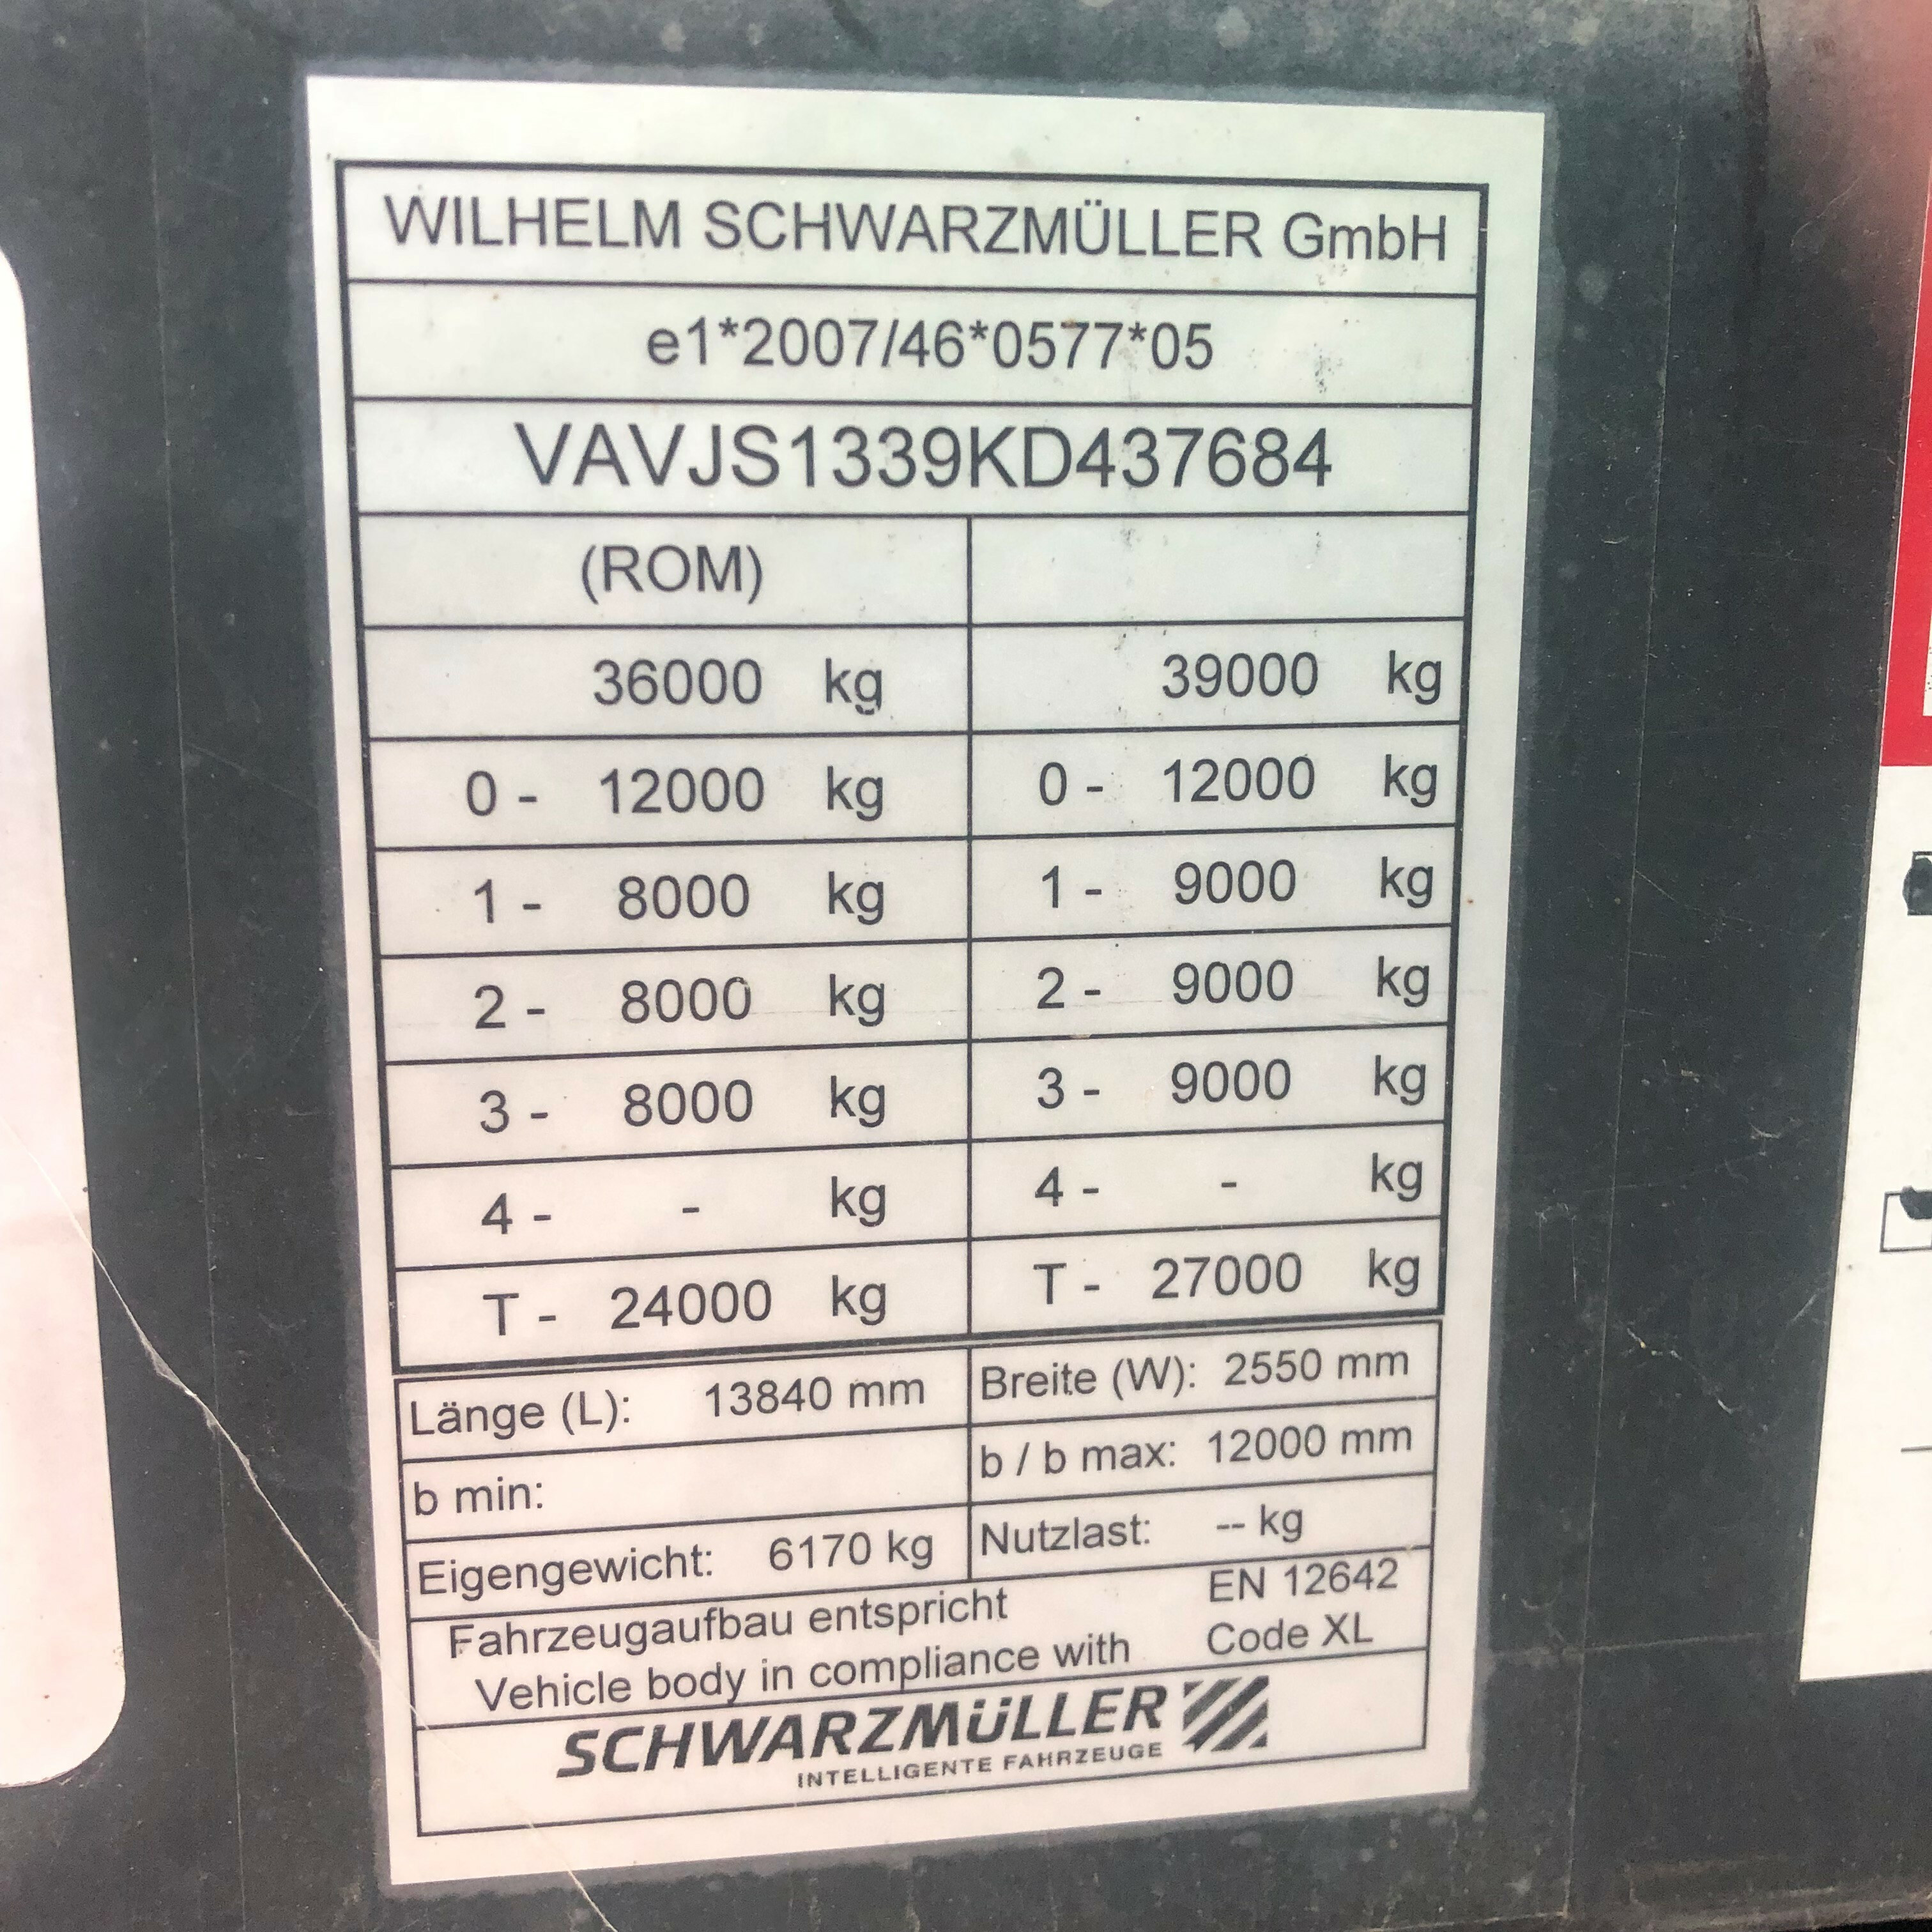 WILHELM SCHWARZMÜLLER GmbH
e1*2007/46*0577*05
VAVJS1339KD437684
(ROM)
36000 kg 39000 kg
0 - 12000 kg 0 - 12000 kg
1 - 8000 kg 1 - 9000 kg
2 - 8000 kg 2 - 9000 kg
3 - 8000 kg 3 - 9000 kg
4 - - kg 4 - - kg
T - 24000 kg T - 27000 kg
Länge (L): 13840 mm Breite (W): 2550 mm
b min: b / b max: 12000 mm
Eigengewicht: 6170 kg Nutzlast: -- kg
Fahrzeugaufbau entspricht EN 12642
Vehicle body in compliance with Code XL
SCHWARZMÜLLER
INTELLIGENTE FAHRZEUGE